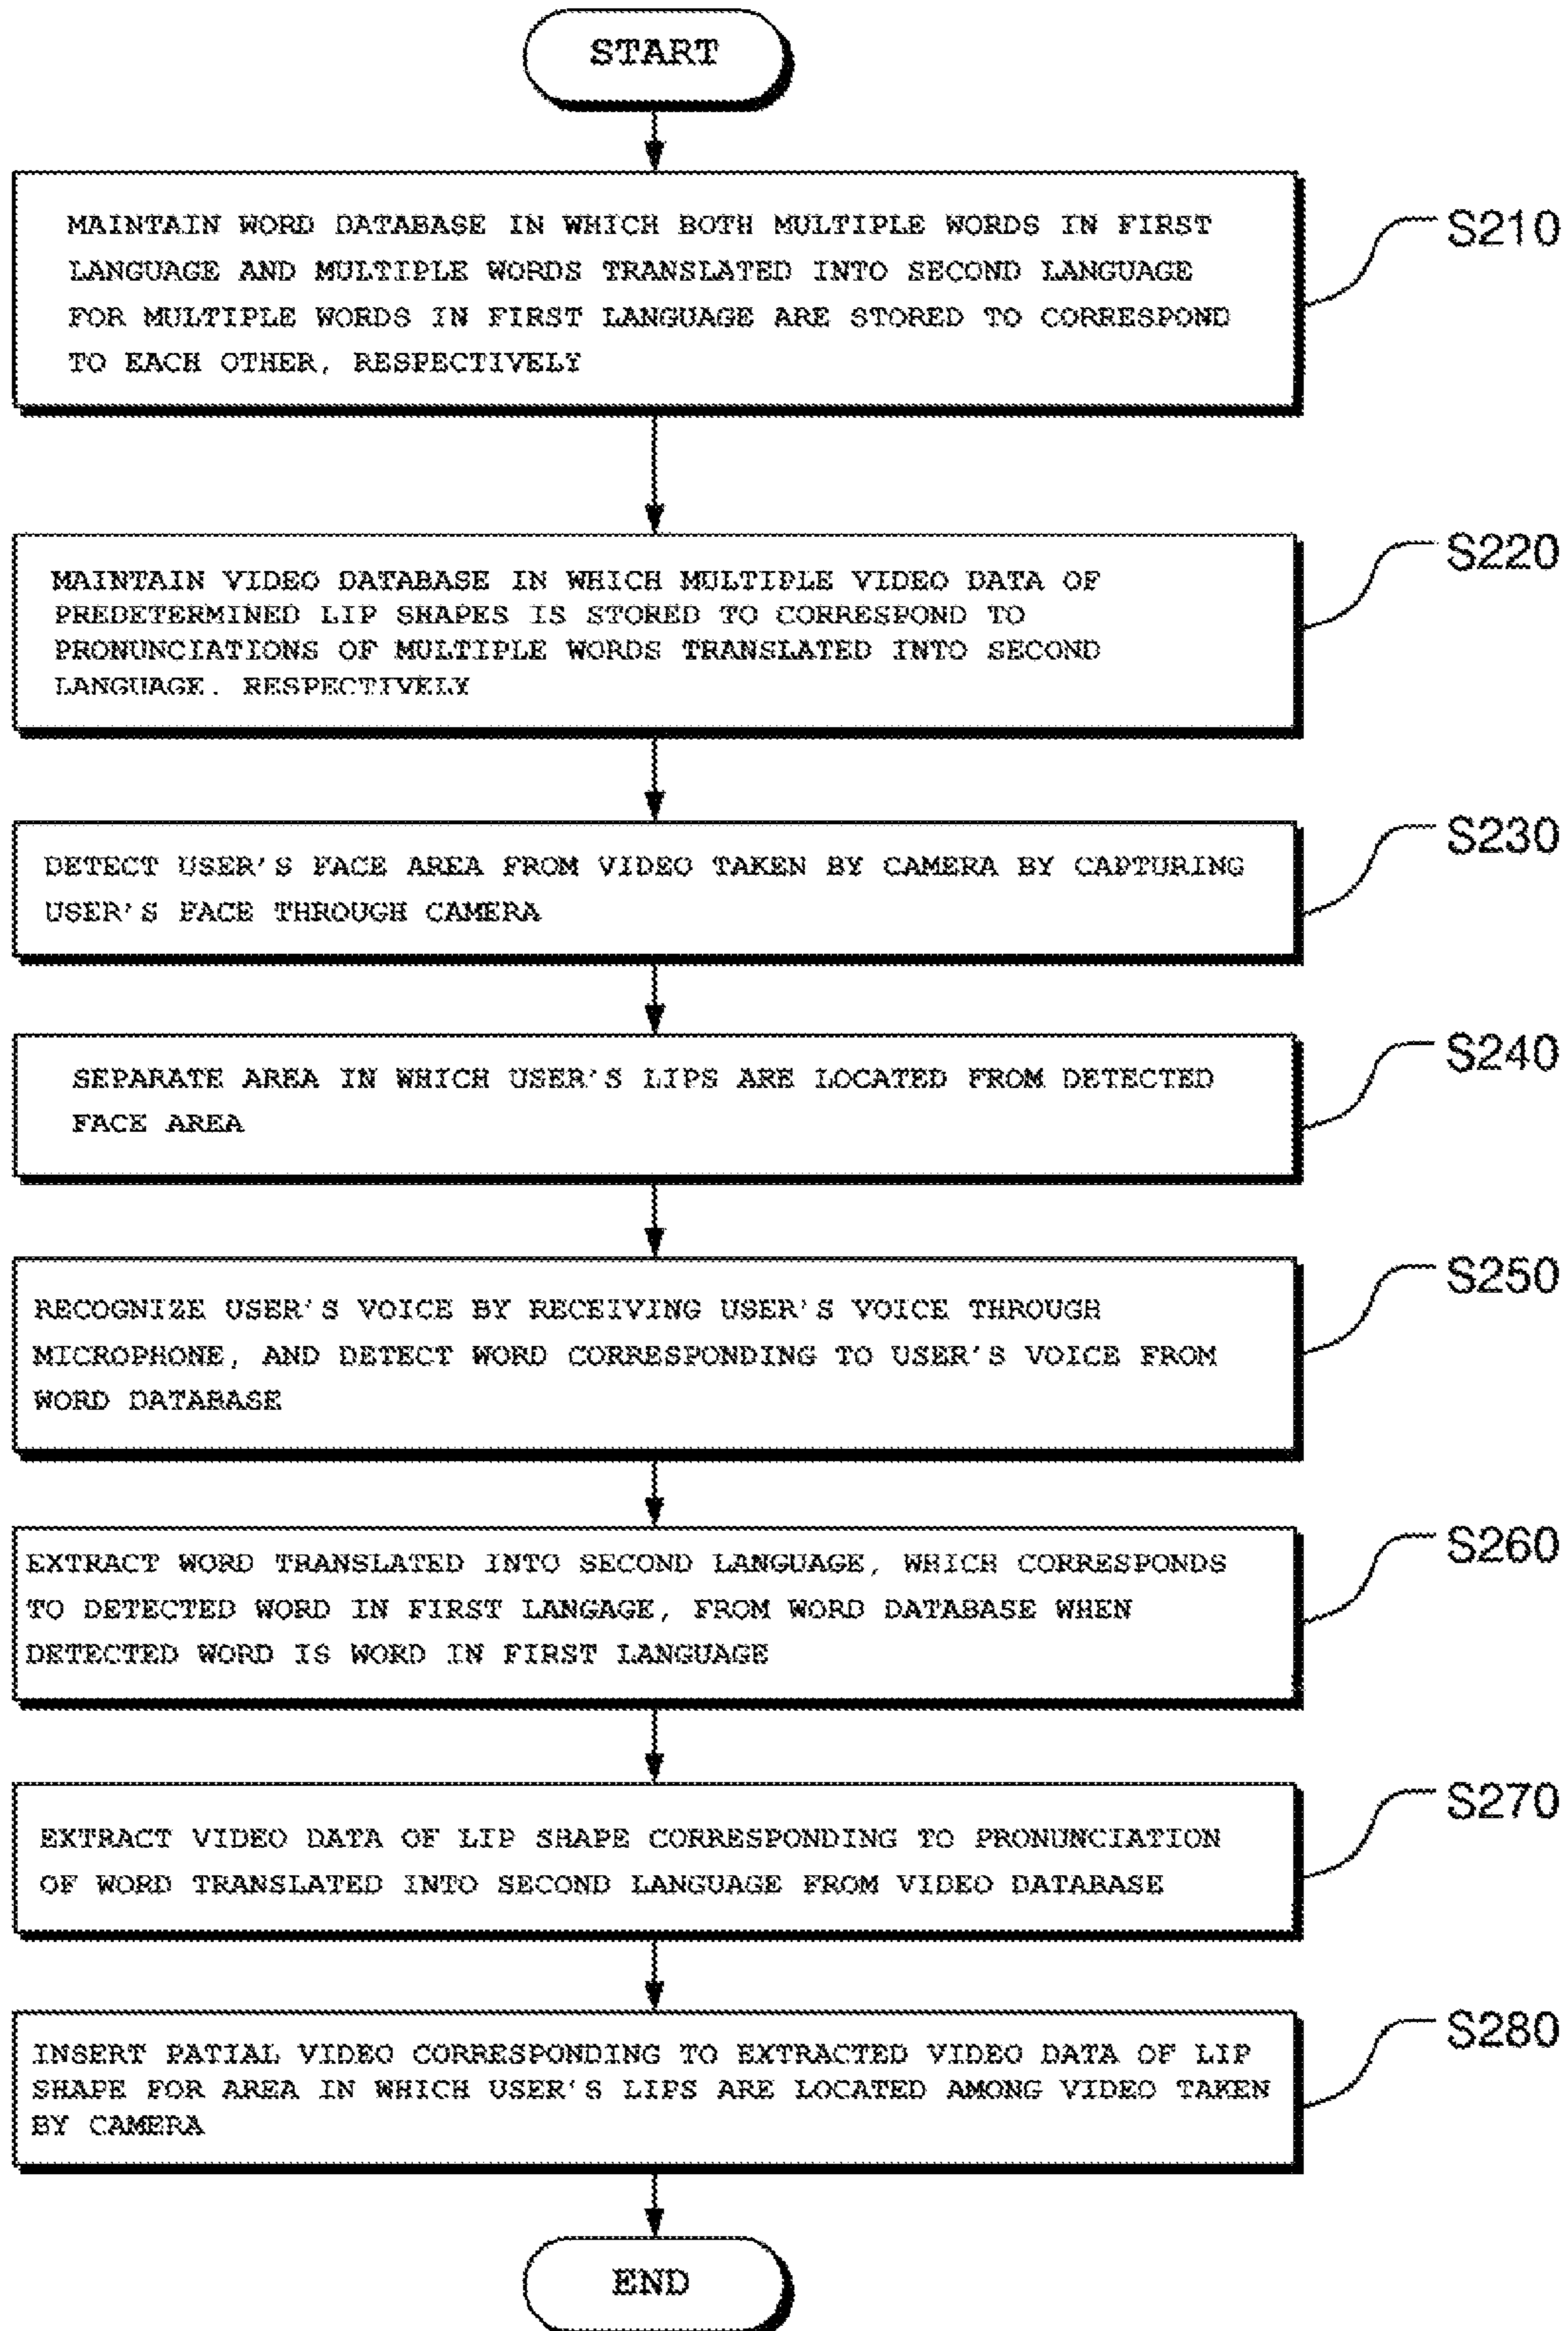 START
MAINTAIN WORD DATABASE IN WHICH BOTH MULTIPLE WORDS IN FIRST
LANGUAGE AND MULTIPLE WORDS TRANSLATED INTO SECOND LANGUAGE
FOR MULTIPLE WORDS IN FIRST LANGUAGE ARE STORED TO CORRESPOND
TO EACH OTHER, RESPECTIVELY
S210
MAINTAIN VIDEO DATABASE IN WHICH MULTIPLE VIDEO DATA OF
PREDETERMINED LIP SHAPES IS STORED TO CORRESPOND TO
PRONUNCIATIONS OF MULTIPLE WORDS TRANSLATED INTO SECOND
LANGUAGE. RESPECTIVELY
S220
DETECT USER'S FACE AREA FROM VIDEO TAKEN BY CAMERA BY CAPTURING
USER'S FACE THROUGH CAMERA
S230
SEPARATE AREA IN WHICH USER'S LIPS ARE LOCATED FROM DETECTED
FACE AREA
S240
RECOGNIZE USER'S VOICE BY RECEIVING USER'S VOICE THROUGH
MICROPHONE, AND DETECT WORD CORRESPONDING TO USER'S VOICE FROM
WORD DATABASE
S250
EXTRACT WORD TRANSLATED INTO SECOND LANGUAGE, WHICH CORRESPONDS
TO DETECTED WORD IN FIRST LANGAGE, FROM WORD DATABASE WHEN
DETECTED WORD IS WORD IN FIRST LANGUAGE
S260
EXTRACT VIDEO DATA OF LIP SHAPE CORRESPONDING TO PRONUNCIATION
OF WORD TRANSLATED INTO SECOND LANGUAGE FROM VIDEO DATABASE
S270
INSERT PATIAL VIDEO CORRESPONDING TO EXTRACTED VIDEO DATA OF LIP
SHAPE FOR AREA IN WHICH USER'S LIPS ARE LOCATED AMONG VIDEO TAKEN
BY CAMERA
S280
END